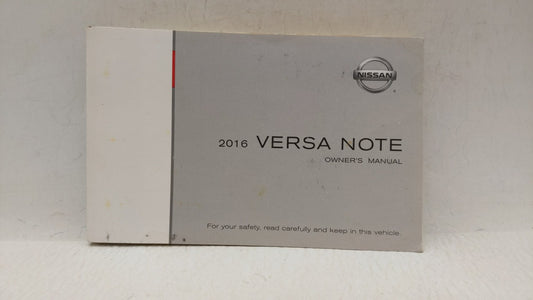 NISSAN
2016 VERSA NOTE
OWNER'S MANUAL
For your safety, read carefully and keep in this vehicle.